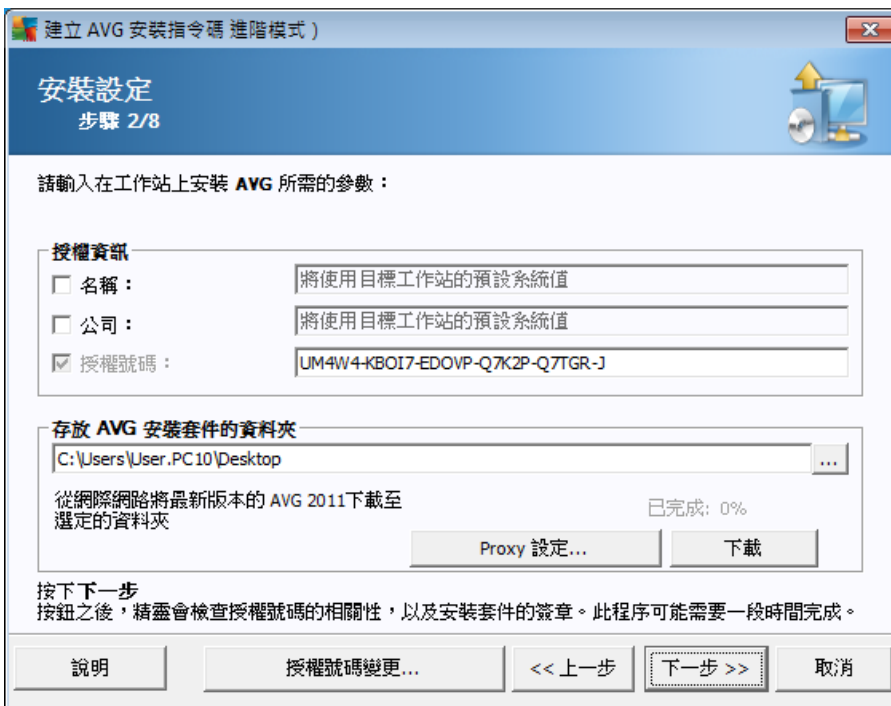 建立 AVG 安裝指令碼 進階模式 )
安裝設定
步驟 2/8
請輸入在工作站上安裝 AVG 所需的參數：
授權資訊
名稱：
將使用目標工作站的預設系統值
公司：
將使用目標工作站的預設系統值
授權號碼：
UM4W4-KBOI7-EDOVP-Q7K2P-Q7TGR-J
存放 AVG 安裝套件的資料夾
C:\Users\User.PC10\Desktop
...
從網際網路將最新版本的 AVG 2011下載至
選定的資料夾
已完成: 0%
Proxy 設定...
下載
按下下一步
按鈕之後，精靈會檢查授權號碼的相關性，以及安裝套件的簽章。此程序可能需要一段時間完成。
說明
授權號碼變更...
<< 上一步
下一步 >>
取消